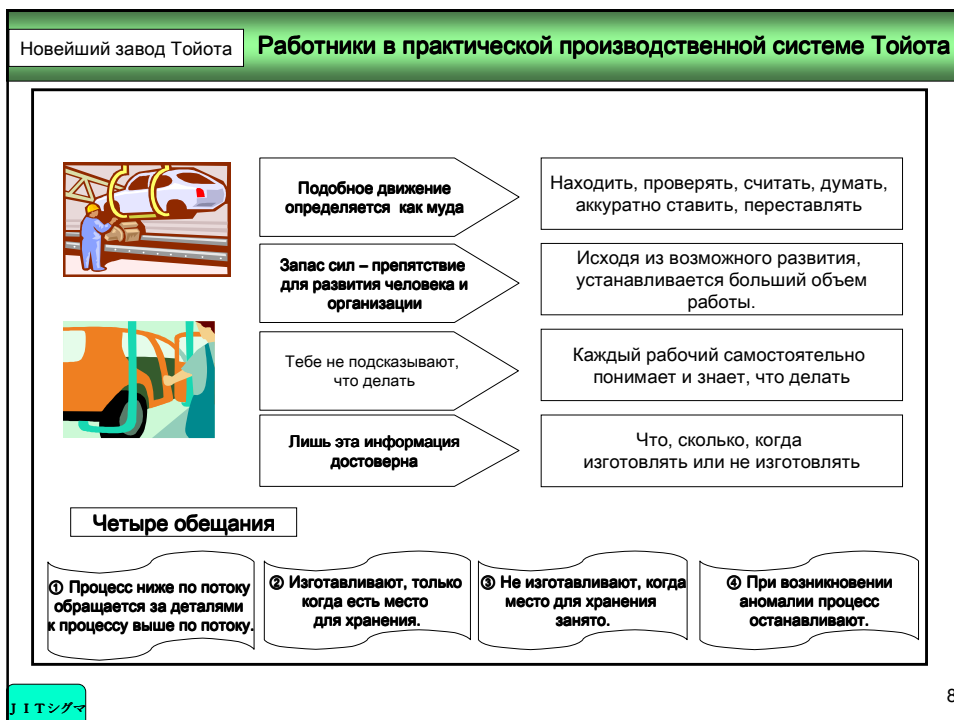 Новейший завод Тойота
Работники в практической производственной системе Тойота
Подобное движение
определяется как муда
Находить, проверять, считать, думать,
аккуратно ставить, переставлять
Запас сил – препятствие
для развития человека и
организации
Исходя из возможного развития,
устанавливается больший объем
работы.
Тебе не подсказывают,
что делать
Каждый рабочий самостоятельно
понимает и знает, что делать
Лишь эта информация
достоверна
Что, сколько, когда
изготовлять или не изготовлять
Четыре обещания
① Процесс ниже по потоку
обращается за деталями
к процессу выше по потоку.
② Изготавливают, только
когда есть место
для хранения.
③ Не изготавливают, когда
место для хранения
занято.
④ При возникновении
аномалии процесс
останавливают.
ＪＩＴシグマ
8